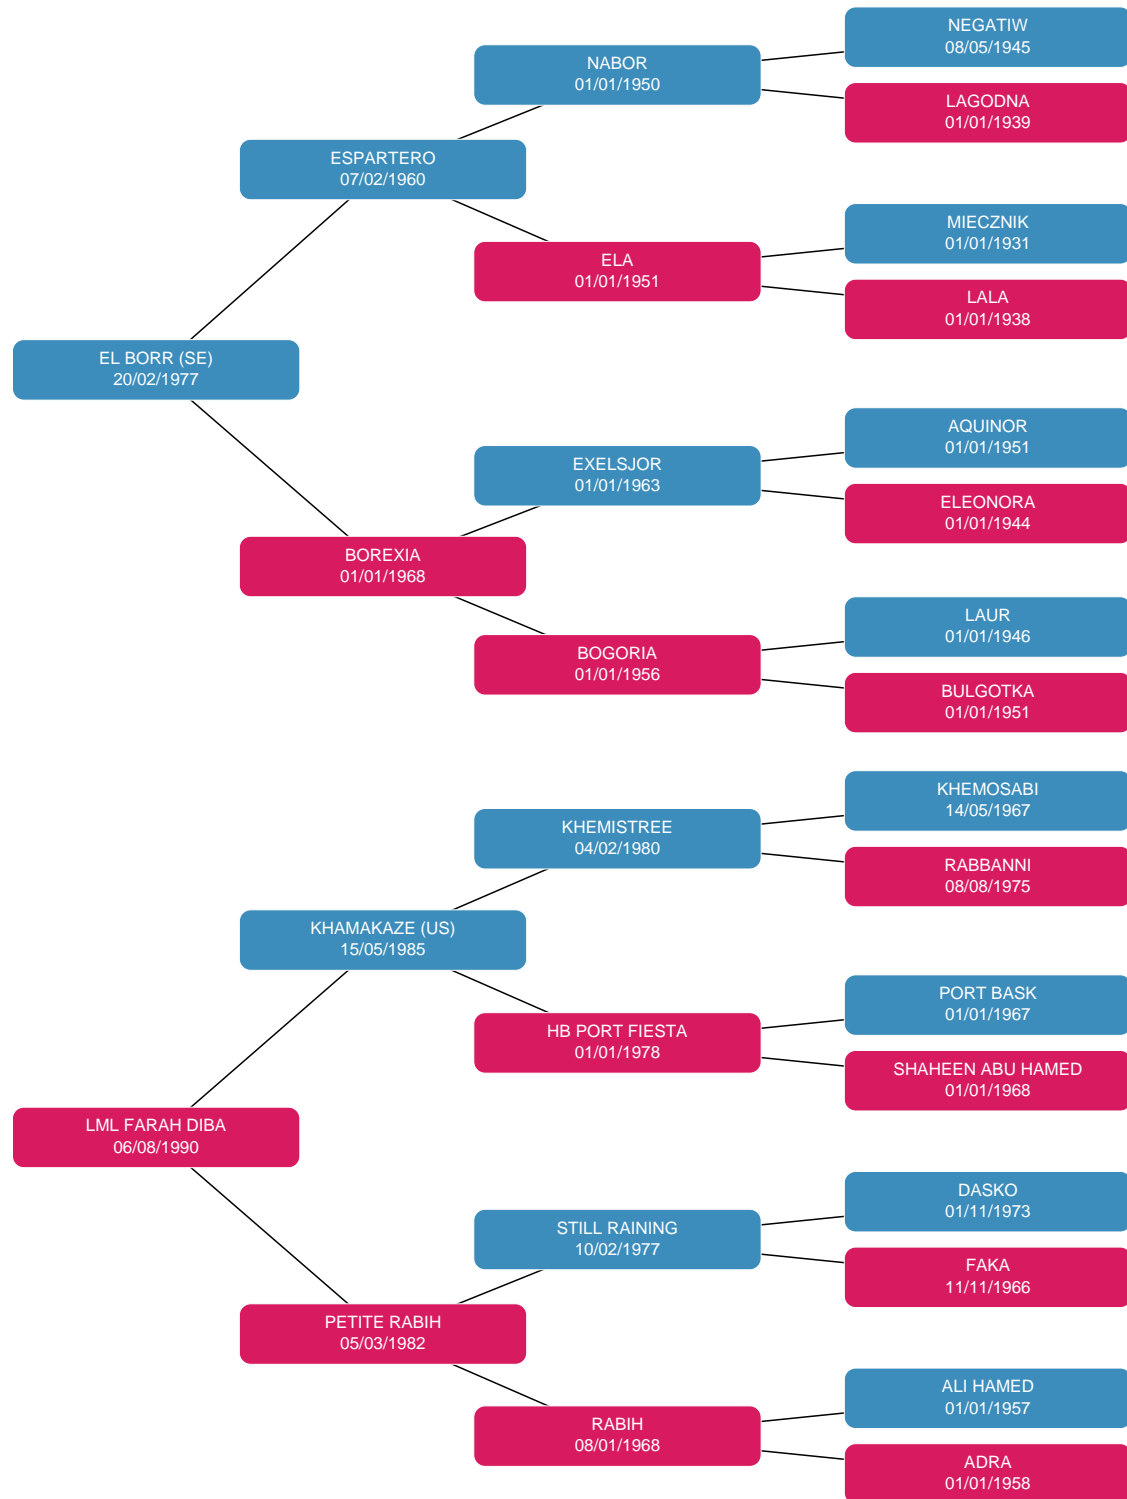 NEGATIW
08/05/1945
NABOR
01/01/1950
LAGODNA
01/01/1939
ESPARTERO
07/02/1960
MIECZNIK
01/01/1931
ELA
01/01/1951
LALA
01/01/1938
EL BORR (SE)
20/02/1977
AQUINOR
01/01/1951
EXELSJOR
01/01/1963
ELEONORA
01/01/1944
BOREXIA
01/01/1968
LAUR
01/01/1946
BOGORIA
01/01/1956
BULGOTKA
01/01/1951
KHEMOSABI
14/05/1967
KHEMISTREE
04/02/1980
RABBANNI
08/08/1975
KHAMAKAZE (US)
15/05/1985
PORT BASK
01/01/1967
HB PORT FIESTA
01/01/1978
SHAHEEN ABU HAMED
01/01/1968
LML FARAH DIBA
06/08/1990
DASKO
01/11/1973
STILL RAINING
10/02/1977
FAKA
11/11/1966
PETITE RABIH
05/03/1982
ALI HAMED
01/01/1957
RABIH
08/01/1968
ADRA
01/01/1958